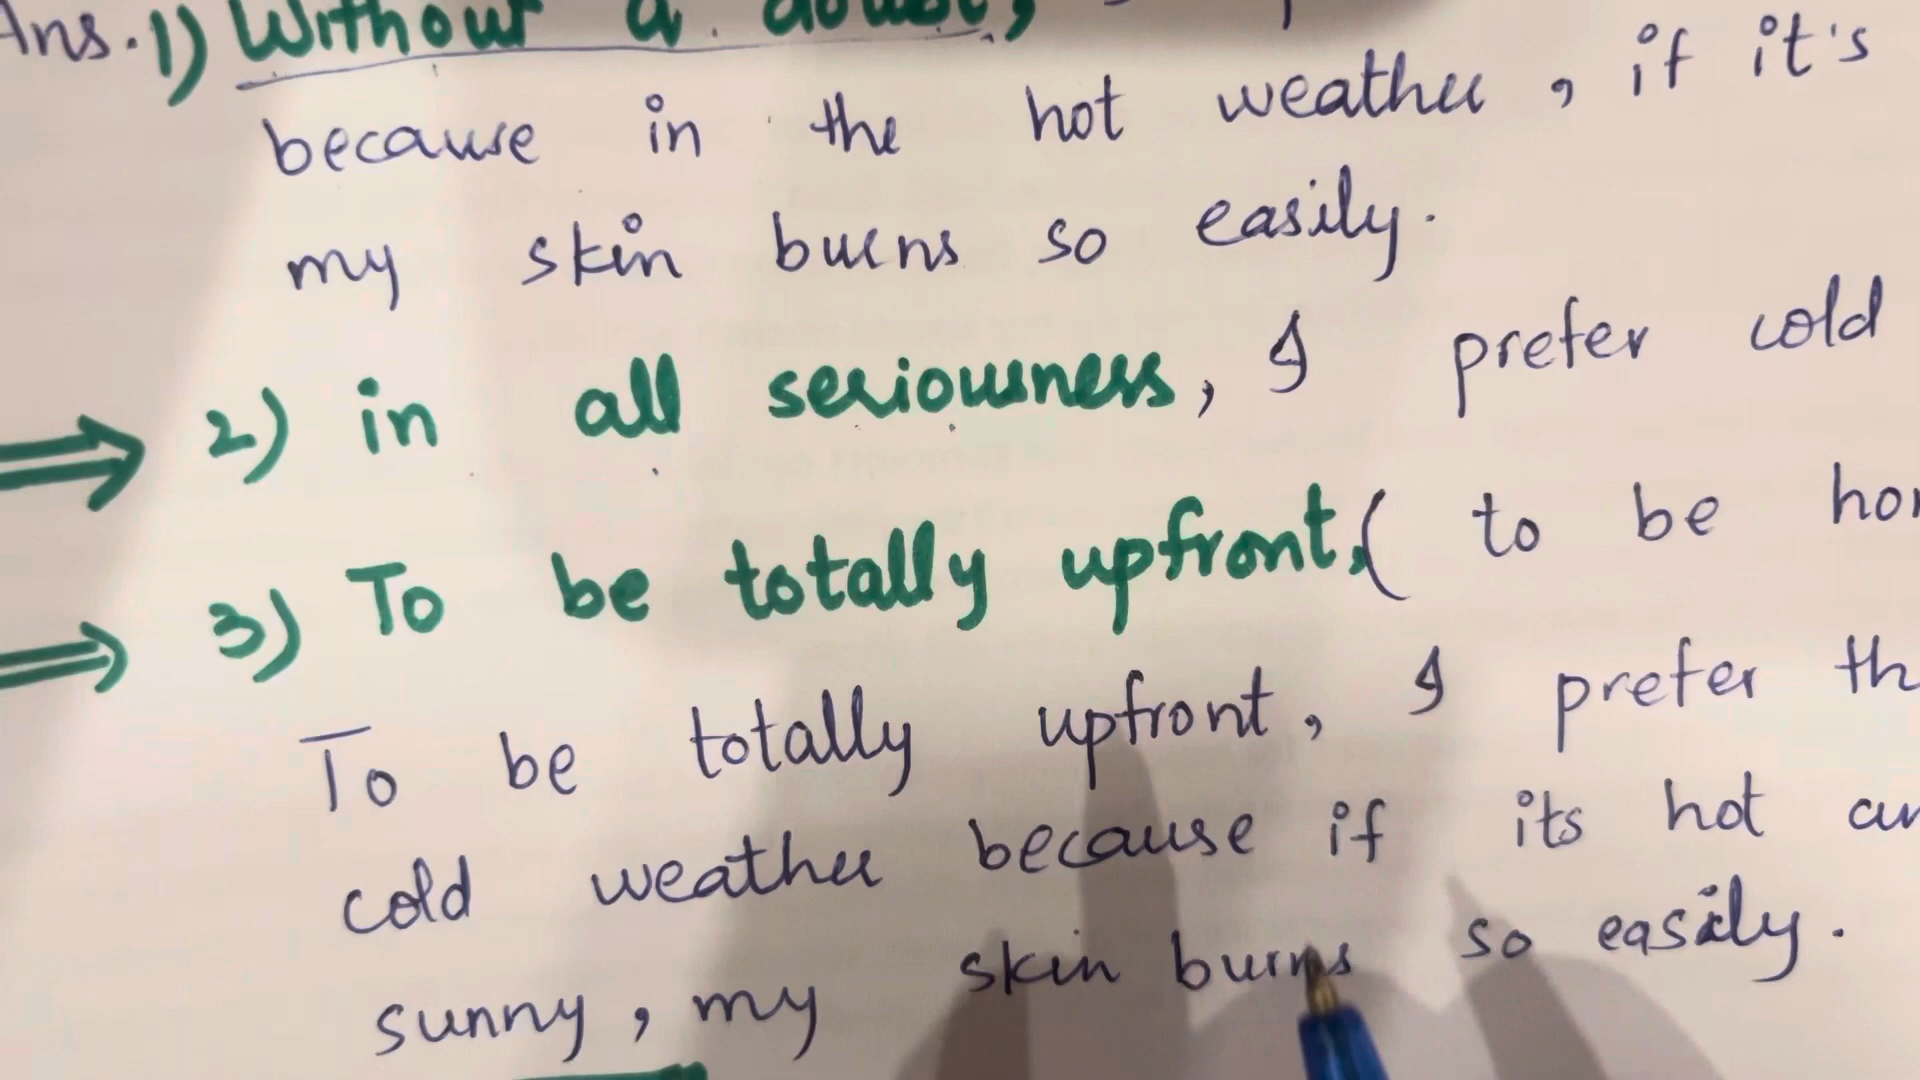 Ans. 1) Without a doubt,
because in the hot weather, if it's
my skin burns so easily.
2) in all seriousness, I prefer cold
3) To be totally upfront, ( to be
To be totally upfront, I prefer
cold weather because if its hot
sunny, my skin burns so easily.